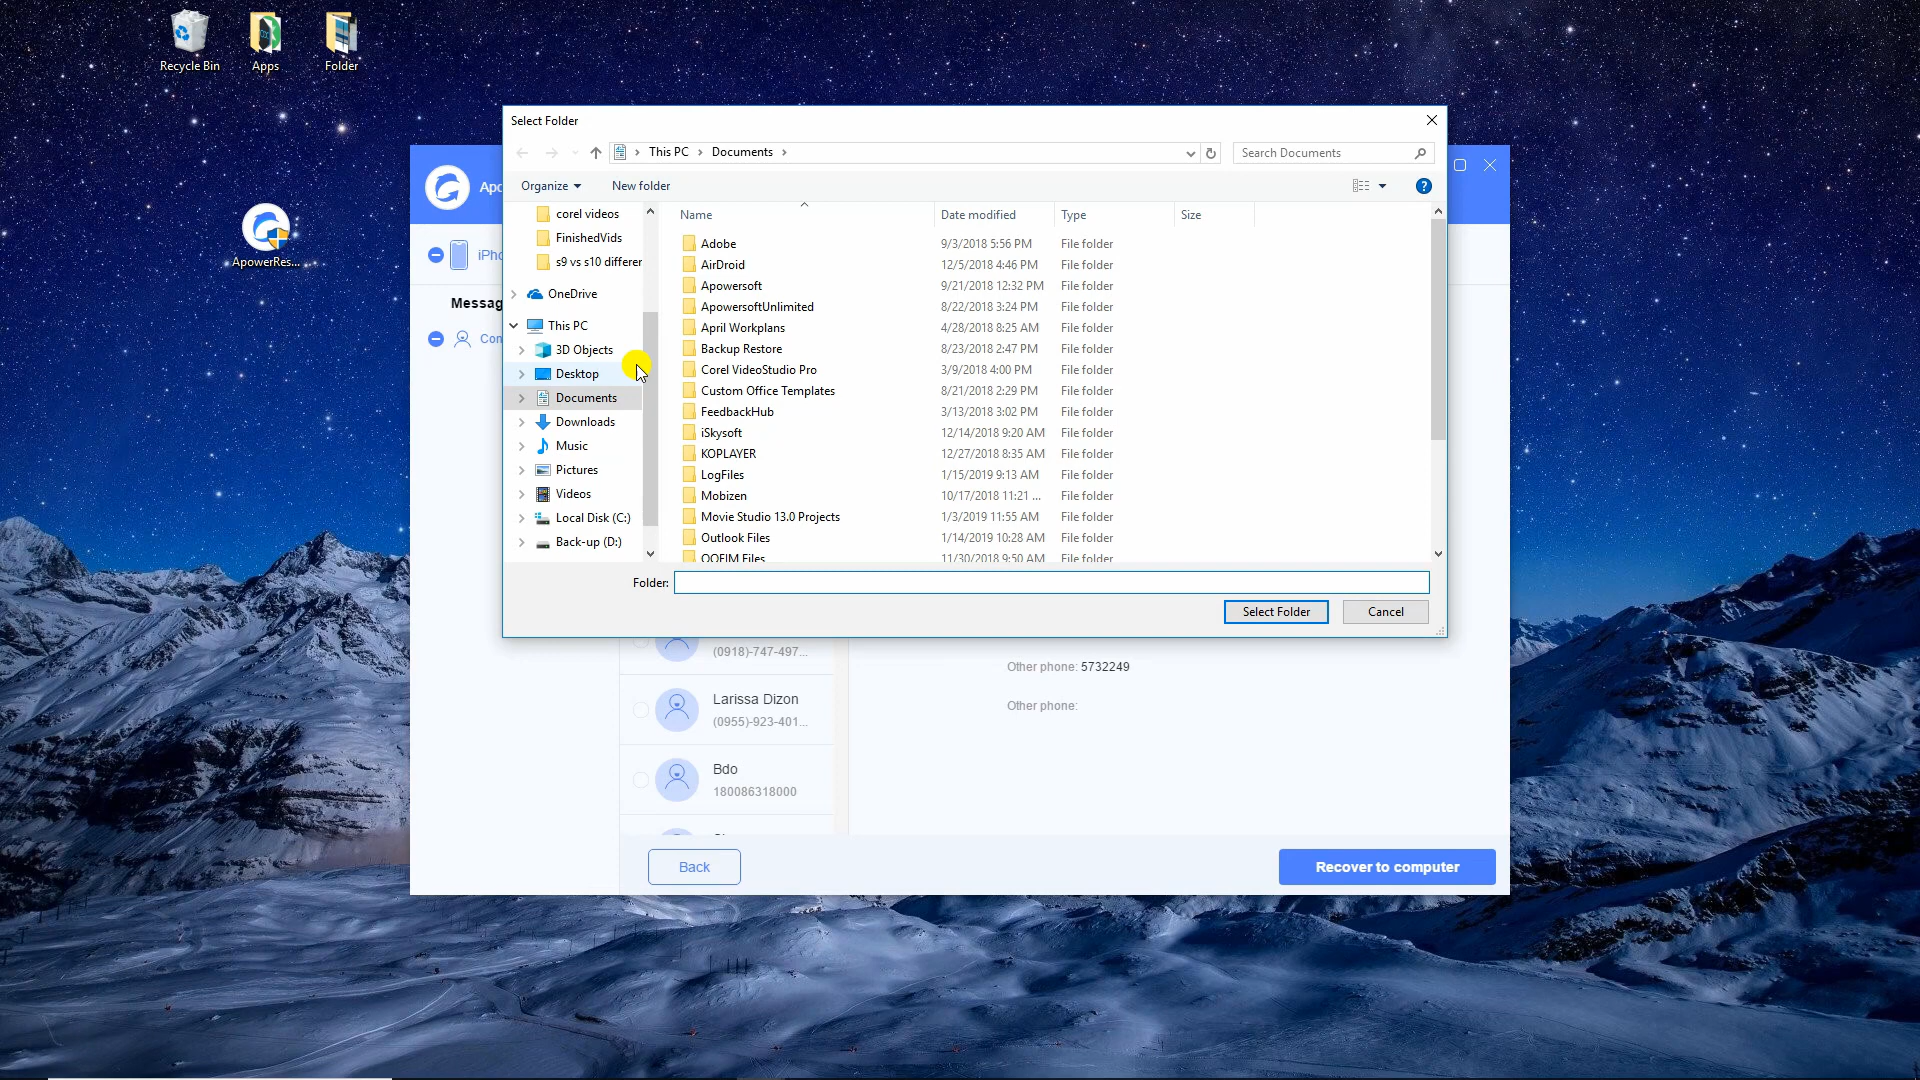 Recycle Bin
Apps
Folder
ApowerRes...
Select Folder
This PC
Documents
Search Documents
Organize
New folder
?
corel videos
FinishedVids
s9 vs s10 differer
OneDrive
This PC
3D Objects
Desktop
Documents
Downloads
Music
Pictures
Videos
Local Disk (C:)
Back-up (D:)
Name Date modified Type Size
Adobe 9/3/2018 5:56 PM File folder
AirDroid 12/5/2018 4:46 PM File folder
Apowersoft 9/21/2018 12:32 PM File folder
ApowersoftUnlimited 8/22/2018 3:24 PM File folder
April Workplans 4/28/2018 8:25 AM File folder
Backup Restore 8/23/2018 2:47 PM File folder
Corel VideoStudio Pro 3/9/2018 4:00 PM File folder
Custom Office Templates 8/21/2018 2:29 PM File folder
FeedbackHub 3/13/2018 3:02 PM File folder
iSkysoft 12/14/2018 9:20 AM File folder
KOPLAYER 12/27/2018 8:35 AM File folder
LogFiles 1/15/2019 9:13 AM File folder
Mobizen 10/17/2018 11:21 ... File folder
Movie Studio 13.0 Projects 1/3/2019 11:55 AM File folder
Outlook Files 1/14/2019 10:28 AM File folder
11/30/2018 9:50 AM File folder
Folder:
Select Folder
Cancel
Apo
iPho
Messag
Con
(0918)-747-497...
Larissa Dizon
(0955)-923-401...
Bdo
180086318000
Other phone: 5732249
Other phone:
Back
Recover to computer